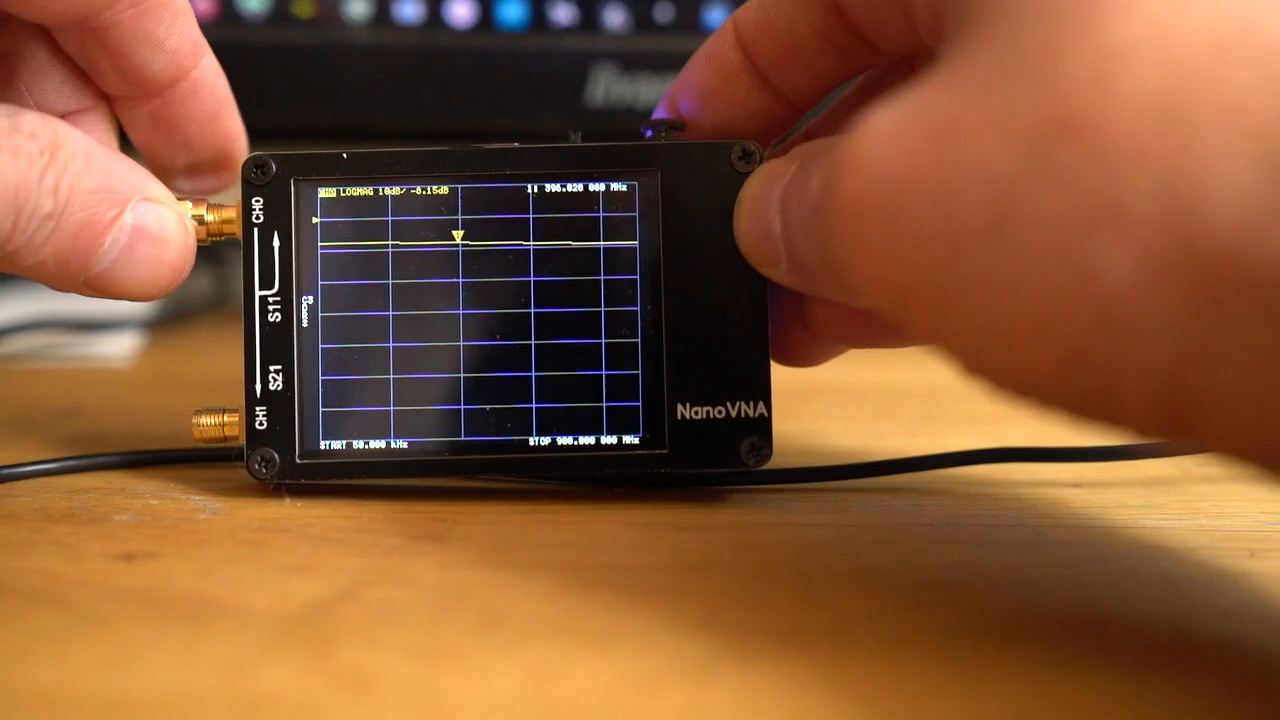 LOGMAG 10dB/ -8.15dB
1: 396.028 000 MHz
CH0
S11
S21
CH1
NanoVNA
START 50.000 kHz
STOP 900.000 000 MHz